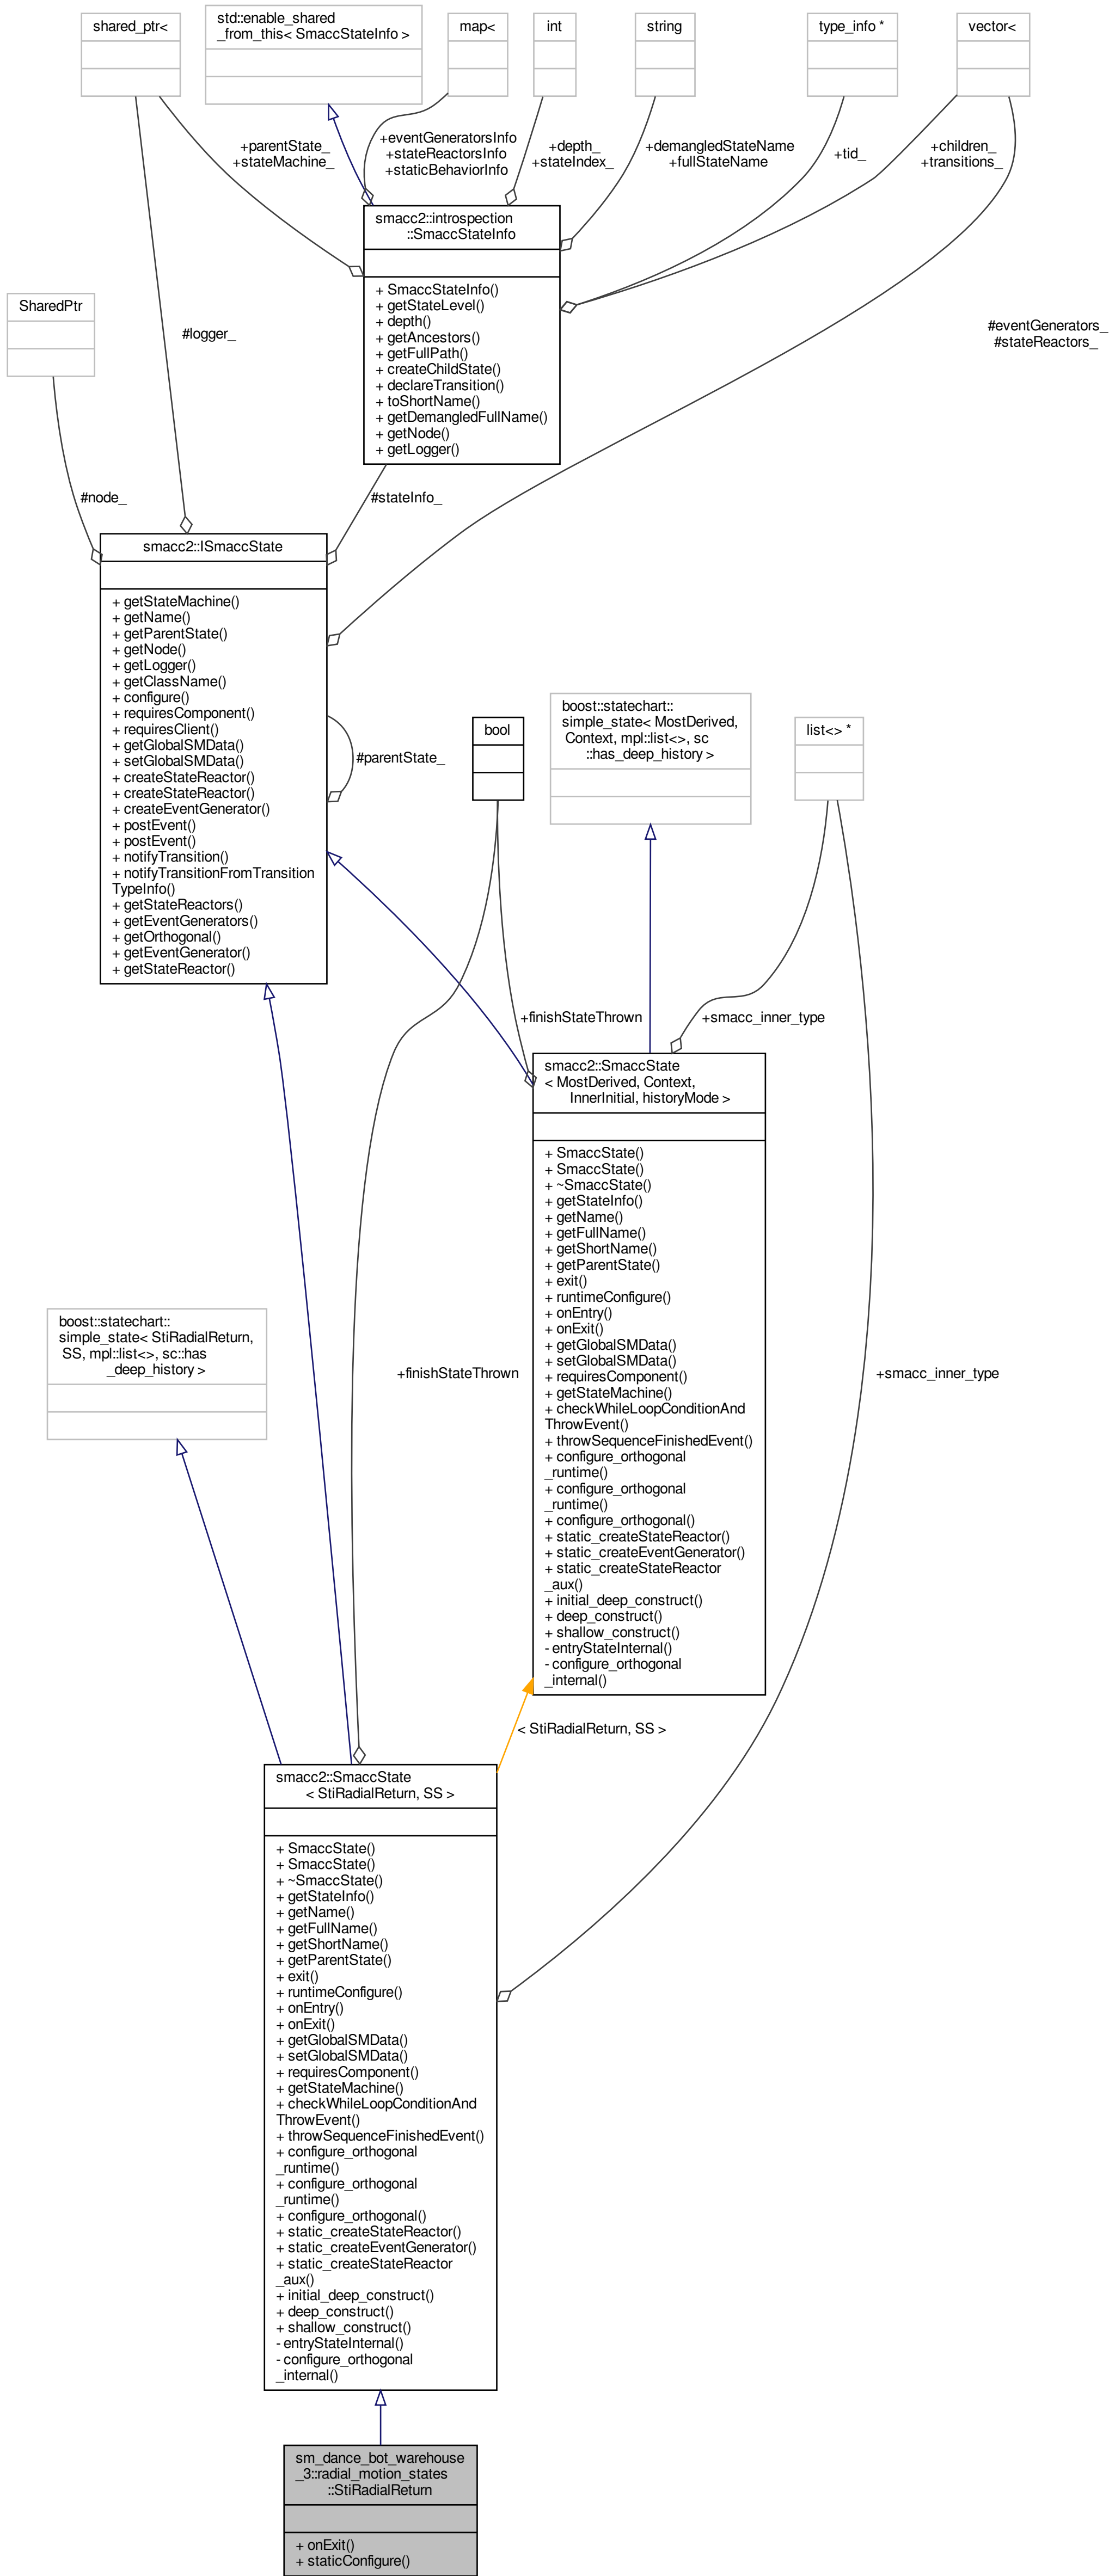 shared_ptr<
std::enable_shared
_from_this< SmaccStateInfo >
map<
int
string
type_info *
vector<
+parentState_
+stateMachine_
+eventGeneratorsInfo
+stateReactorsInfo
+staticBehaviorInfo
+depth_
+stateIndex_
+demangledStateName
+fullStateName
+tid_
+children_
+transitions_
smacc2::introspection
::SmaccStateInfo
+ SmaccStateInfo()
+ getStateLevel()
+ depth()
+ getAncestors()
+ getFullPath()
+ createChildState()
+ declareTransition()
+ toShortName()
+ getDemangledFullName()
+ getNode()
+ getLogger()
SharedPtr
#logger_
#eventGenerators_
#stateReactors_
#node_
#stateInfo_
smacc2::ISmaccState
+ getStateMachine()
+ getName()
+ getParentState()
+ getNode()
+ getLogger()
+ getClassName()
+ configure()
+ requiresComponent()
+ requiresClient()
+ getGlobalSMData()
+ setGlobalSMData()
+ createStateReactor()
+ createStateReactor()
+ createEventGenerator()
+ postEvent()
+ postEvent()
+ notifyTransition()
+ notifyTransitionFromTransition
TypeInfo()
+ getStateReactors()
+ getEventGenerators()
+ getOrthogonal()
+ getEventGenerator()
+ getStateReactor()
#parentState_
bool
boost::statechart::
simple_state< MostDerived,
Context, mpl::list<>, sc
::has_deep_history >
list<> *
+finishStateThrown
+smacc_inner_type
smacc2::SmaccState
< MostDerived, Context,
InnerInitial, historyMode >
+ SmaccState()
+ SmaccState()
+ ~SmaccState()
+ getStateInfo()
+ getName()
+ getFullName()
+ getShortName()
+ getParentState()
+ exit()
+ runtimeConfigure()
+ onEntry()
+ onExit()
+ getGlobalSMData()
+ setGlobalSMData()
+ requiresComponent()
+ getStateMachine()
+ checkWhileLoopConditionAnd
ThrowEvent()
+ throwSequenceFinishedEvent()
+ configure_orthogonal
_runtime()
+ configure_orthogonal
_runtime()
+ configure_orthogonal()
+ static_createStateReactor()
+ static_createEventGenerator()
+ static_createStateReactor
_aux()
+ initial_deep_construct()
+ deep_construct()
+ shallow_construct()
- entryStateInternal()
- configure_orthogonal
_internal()
boost::statechart::
simple_state< StiRadialReturn,
SS, mpl::list<>, sc::has
_deep_history >
+finishStateThrown
+smacc_inner_type
< StiRadialReturn, SS >
smacc2::SmaccState
< StiRadialReturn, SS >
+ SmaccState()
+ SmaccState()
+ ~SmaccState()
+ getStateInfo()
+ getName()
+ getFullName()
+ getShortName()
+ getParentState()
+ exit()
+ runtimeConfigure()
+ onEntry()
+ onExit()
+ getGlobalSMData()
+ setGlobalSMData()
+ requiresComponent()
+ getStateMachine()
+ checkWhileLoopConditionAnd
ThrowEvent()
+ throwSequenceFinishedEvent()
+ configure_orthogonal
_runtime()
+ configure_orthogonal
_runtime()
+ configure_orthogonal()
+ static_createStateReactor()
+ static_createEventGenerator()
+ static_createStateReactor
_aux()
+ initial_deep_construct()
+ deep_construct()
+ shallow_construct()
- entryStateInternal()
- configure_orthogonal
_internal()
sm_dance_bot_warehouse
_3::radial_motion_states
::StiRadialReturn
+ onExit()
+ staticConfigure()